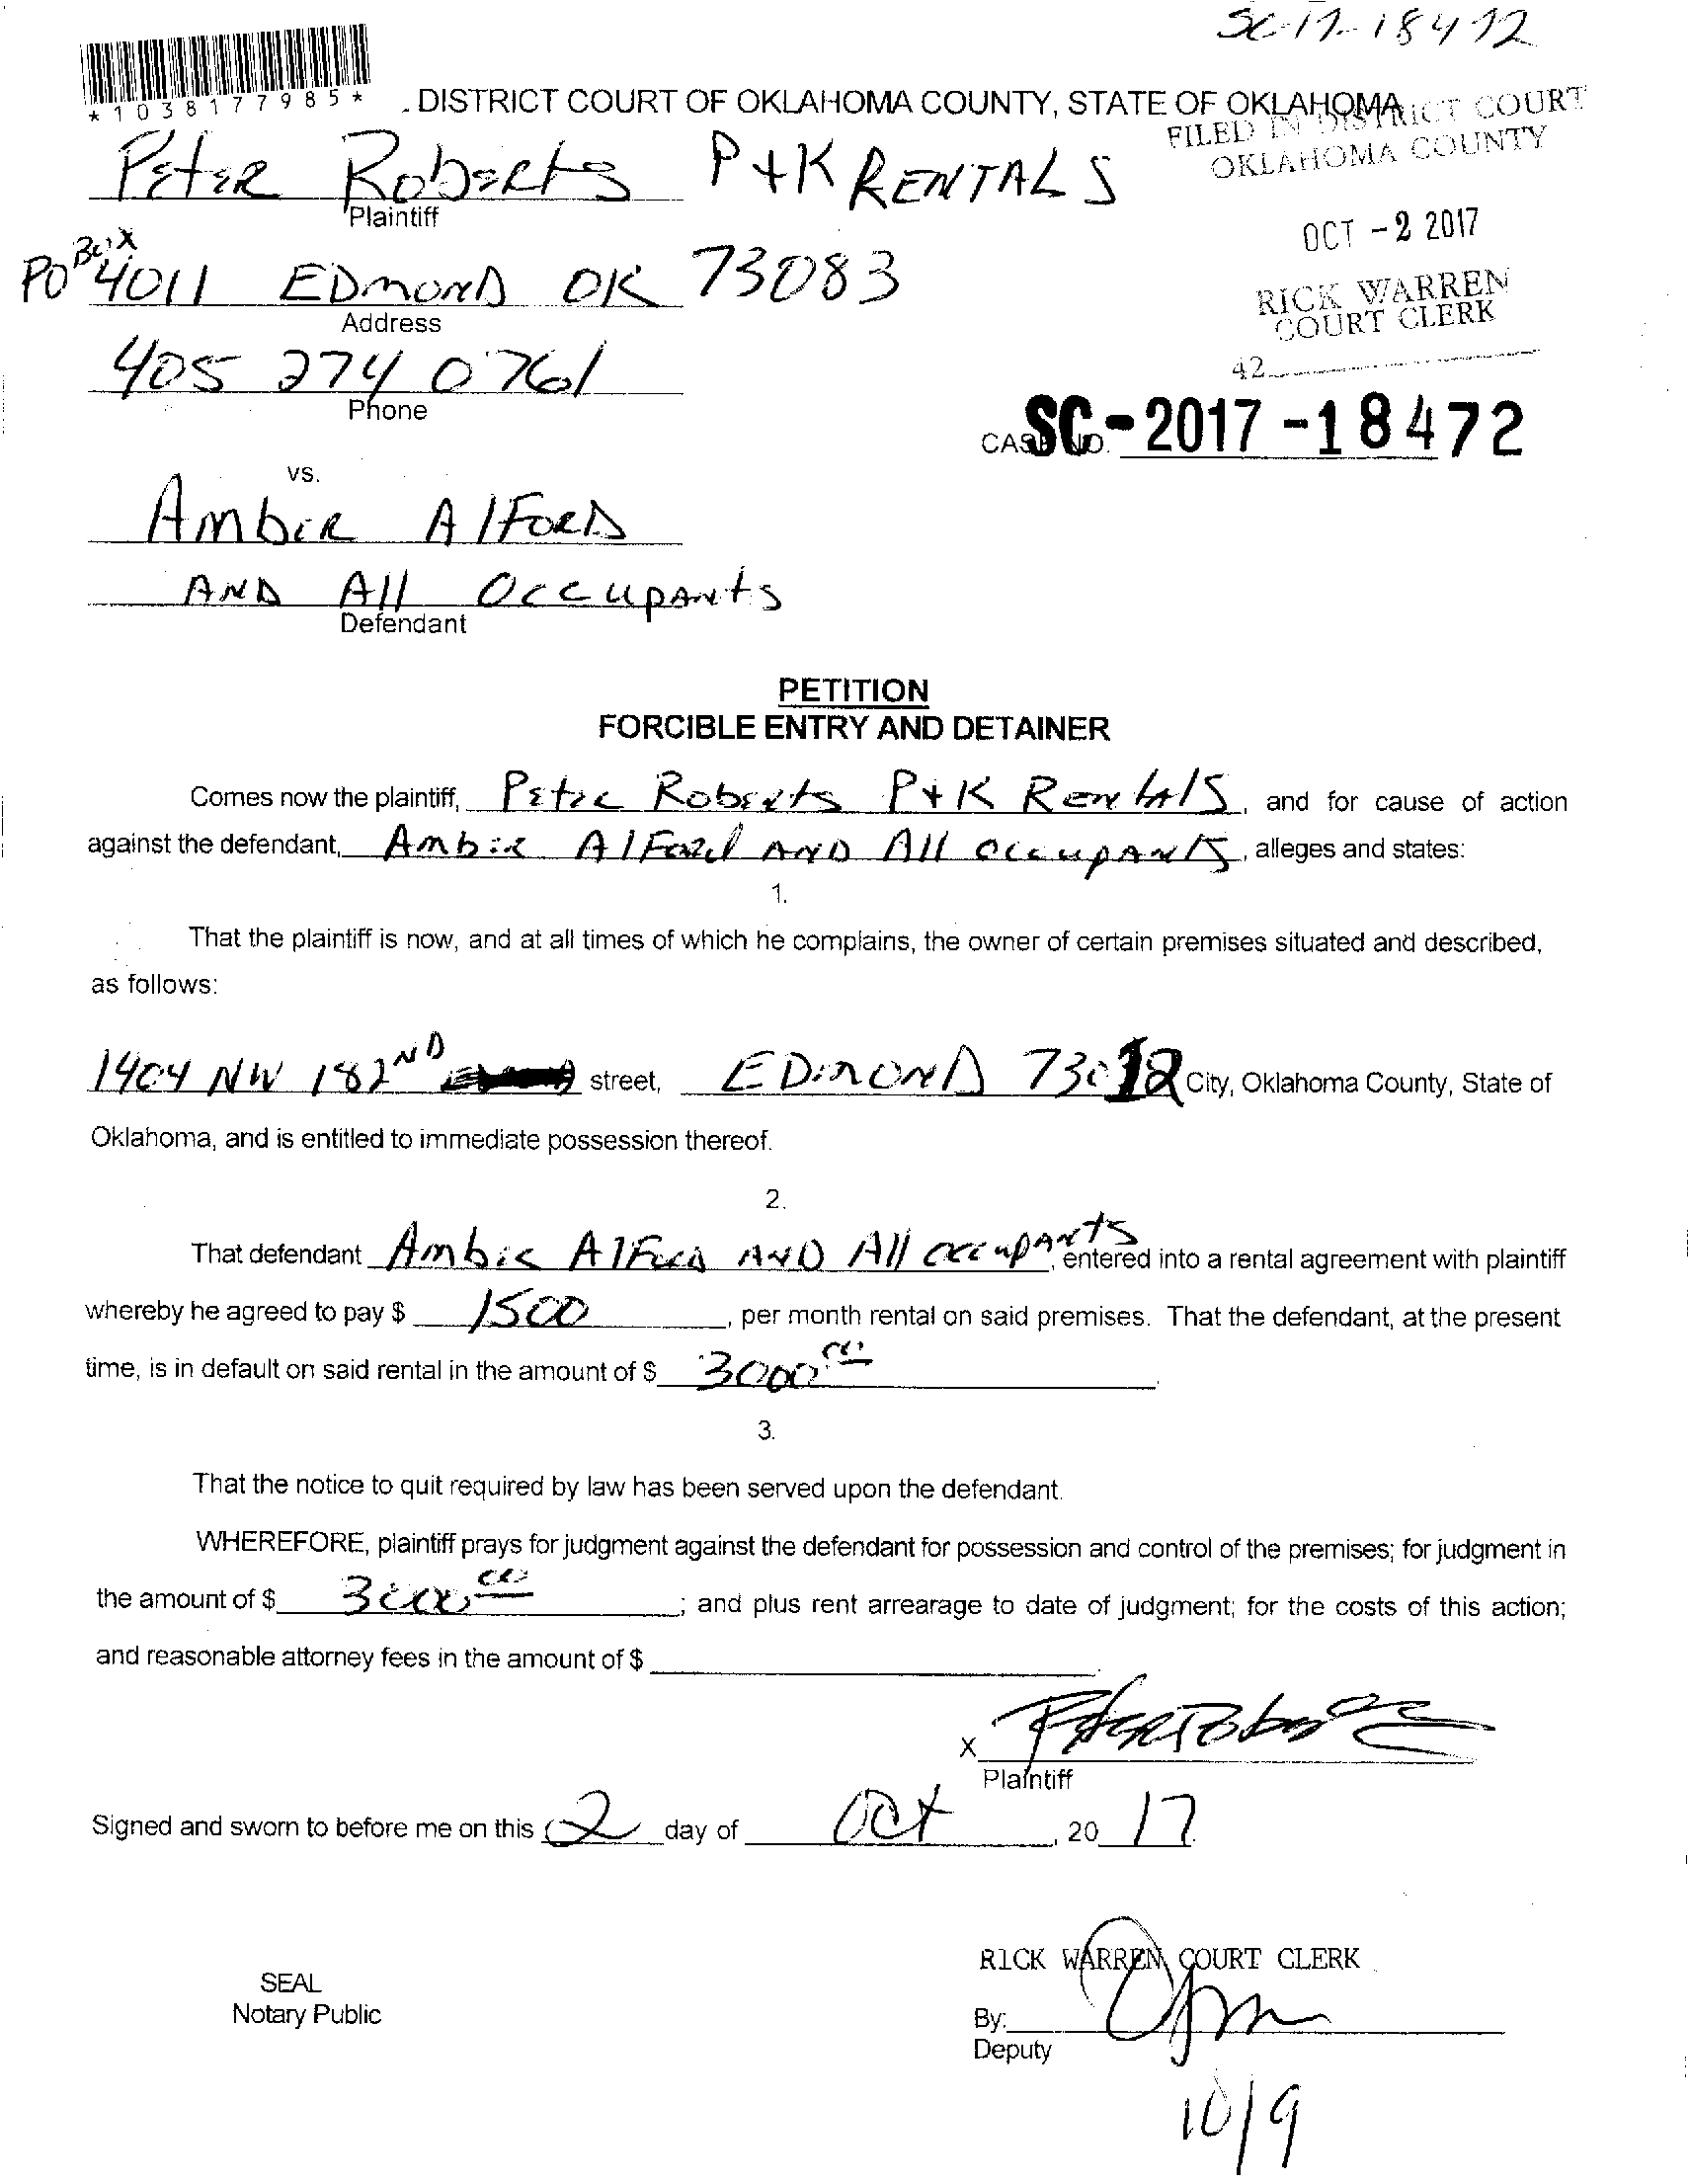 SC-17-18472
*1038177985*
. DISTRICT COURT OF OKLAHOMA COUNTY, STATE OF OKLAHOMA
FILED IN DISTRICT COURT
OKLAHOMA COUNTY
PETER ROBERTS P+K RENTALS
Plaintiff
OCT -2 2017
PO Box 4011 EDMOND OK 73083
Address
RICK WARREN
COURT CLERK
405 274 0761
Phone
42
CASE NO. SC-2017-18472
vs.
AMBER AlFORD
AND All OCCUPANTS
Defendant
PETITION
FORCIBLE ENTRY AND DETAINER
Comes now the plaintiff, Peter Roberts P+K Rentals, and for cause of action
against the defendant, Amber AlFord AND All OCCUPANTS, alleges and states:
1.
That the plaintiff is now, and at all times of which he complains, the owner of certain premises situated and described,
as follows:
1404 NW 182ND street, EDMOND 73012 City, Oklahoma County, State of
Oklahoma, and is entitled to immediate possession thereof.
2.
That defendant Amber AlFord AND All occupants, entered into a rental agreement with plaintiff
whereby he agreed to pay $ 1500, per month rental on said premises. That the defendant, at the present
time, is in default on said rental in the amount of $ 3000.00.
3.
That the notice to quit required by law has been served upon the defendant.
WHEREFORE, plaintiff prays for judgment against the defendant for possession and control of the premises; for judgment in
the amount of $ 3000 00; and plus rent arrearage to date of judgment; for the costs of this action;
and reasonable attorney fees in the amount of $
x Peter Roberts
Plaintiff
Signed and sworn to before me on this 2 day of Oct, 20 17.
RICK WARREN COURT CLERK
SEAL
Notary Public
By:
Deputy
10/9